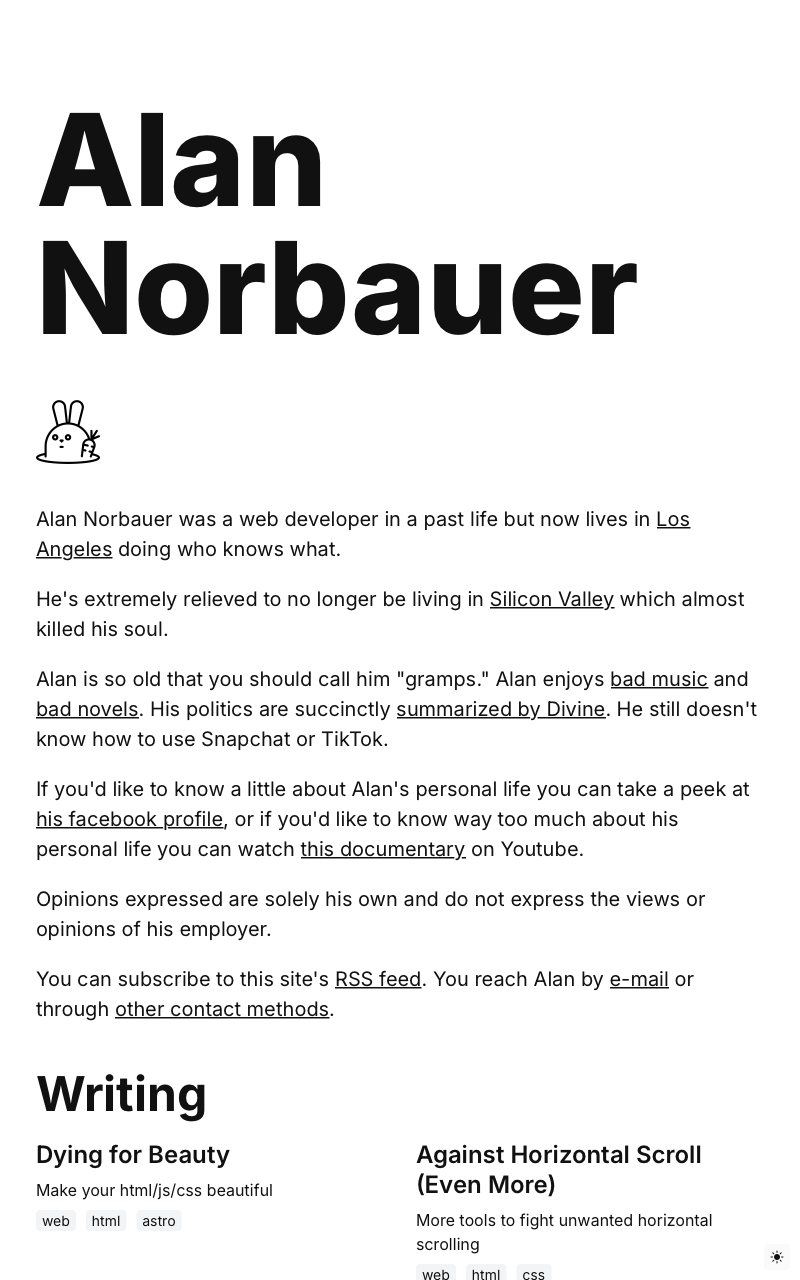 Alan
Norbauer
Alan Norbauer was a web developer in a past life but now lives in Los
Angeles doing who knows what.
He's extremely relieved to no longer be living in Silicon Valley which almost
killed his soul.
Alan is so old that you should call him "gramps." Alan enjoys bad music and
bad novels. His politics are succinctly summarized by Divine. He still doesn't
know how to use Snapchat or TikTok.
If you'd like to know a little about Alan's personal life you can take a peek at
his facebook profile, or if you'd like to know way too much about his
personal life you can watch this documentary on Youtube.
Opinions expressed are solely his own and do not express the views or
opinions of his employer.
You can subscribe to this site's RSS feed. You reach Alan by e-mail or
through other contact methods.
Writing
Dying for Beauty
Make your html/js/css beautiful
web html astro
Against Horizontal Scroll
(Even More)
More tools to fight unwanted horizontal
scrolling
web html css